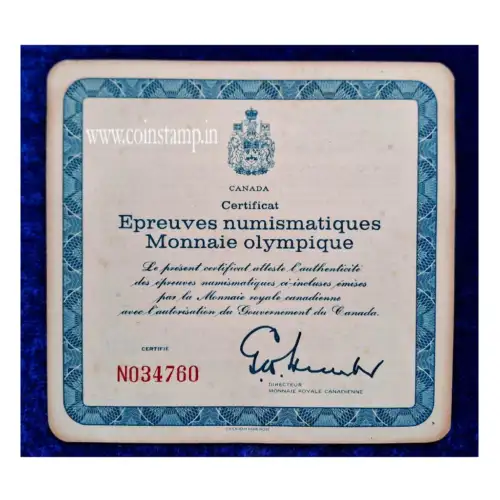 www.coinstamp.in
CANADA
Certificat
Epreuves numismatiques
Monnaie olympique
Le présent certificat atteste l'authenticité
des épreuves numismatiques ci-incluses émises
par la Monnaie royale canadienne
avec l'autorisation du Gouvernement du Canada.
CERTIFIÉ
N034760
DIRECTEUR
MONNAIE ROYALE CANADIENNE